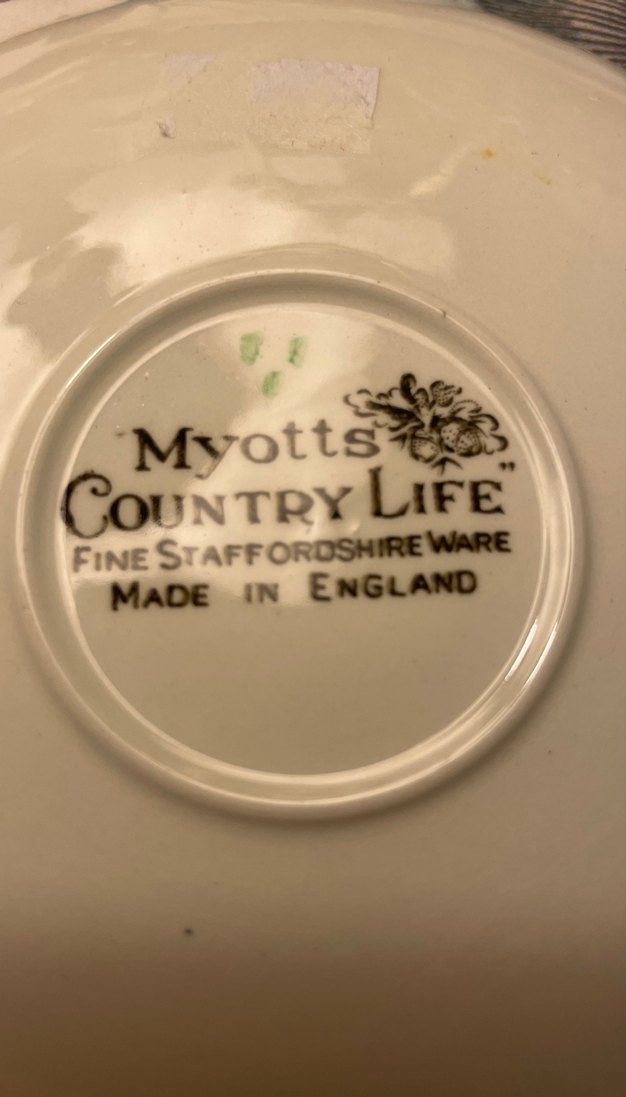 Myotts
COUNTRY LIFE"
FINE STAFFORDSHIRE WARE
MADE IN ENGLAND